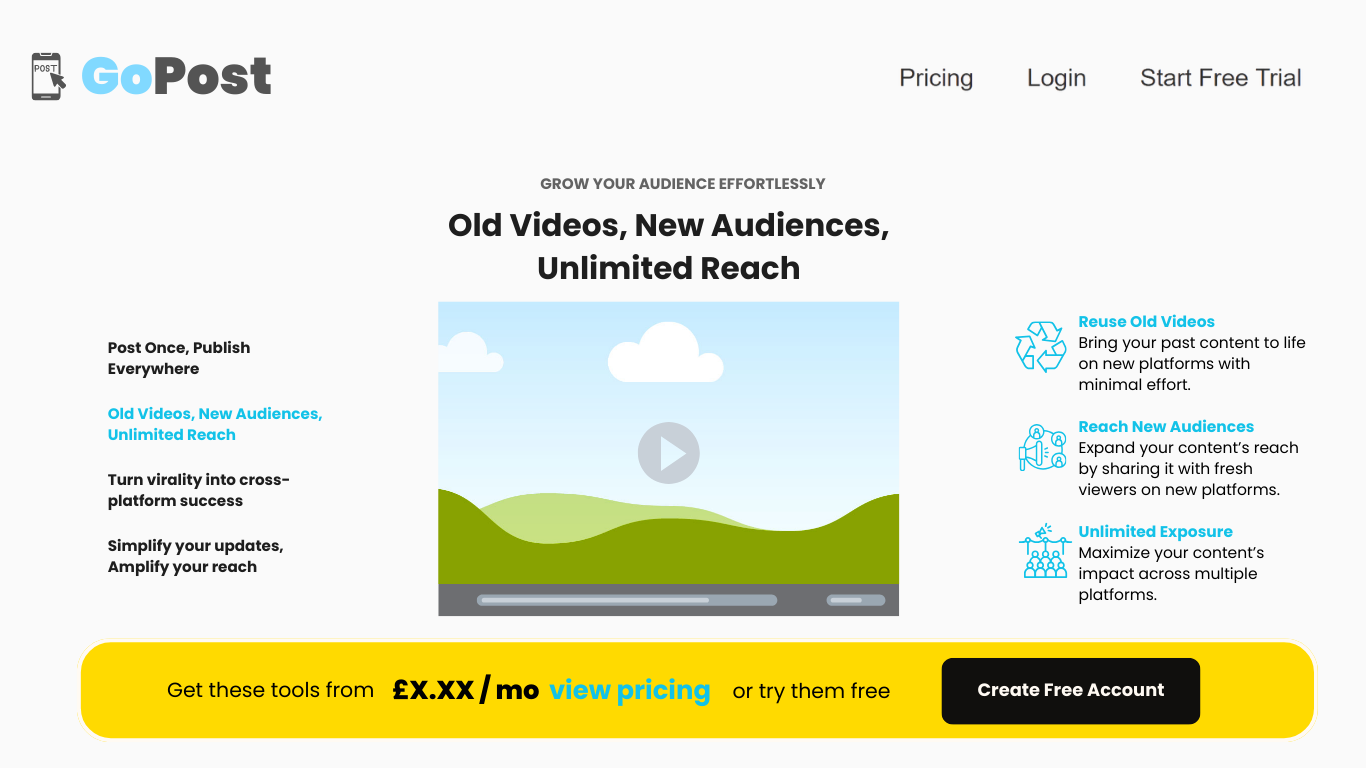 POST
GoPost
Pricing
Login
Start Free Trial
GROW YOUR AUDIENCE EFFORTLESSLY
Old Videos, New Audiences,
Unlimited Reach
Post Once, Publish
Everywhere
Old Videos, New Audiences,
Unlimited Reach
Turn virality into cross-
platform success
Simplify your updates,
Amplify your reach
Reuse Old Videos
Bring your past content to life
on new platforms with
minimal effort.
Reach New Audiences
Expand your content’s reach
by sharing it with fresh
viewers on new platforms.
Unlimited Exposure
Maximize your content’s
impact across multiple
platforms.
Get these tools from £X.XX / mo view pricing or try them free
Create Free Account